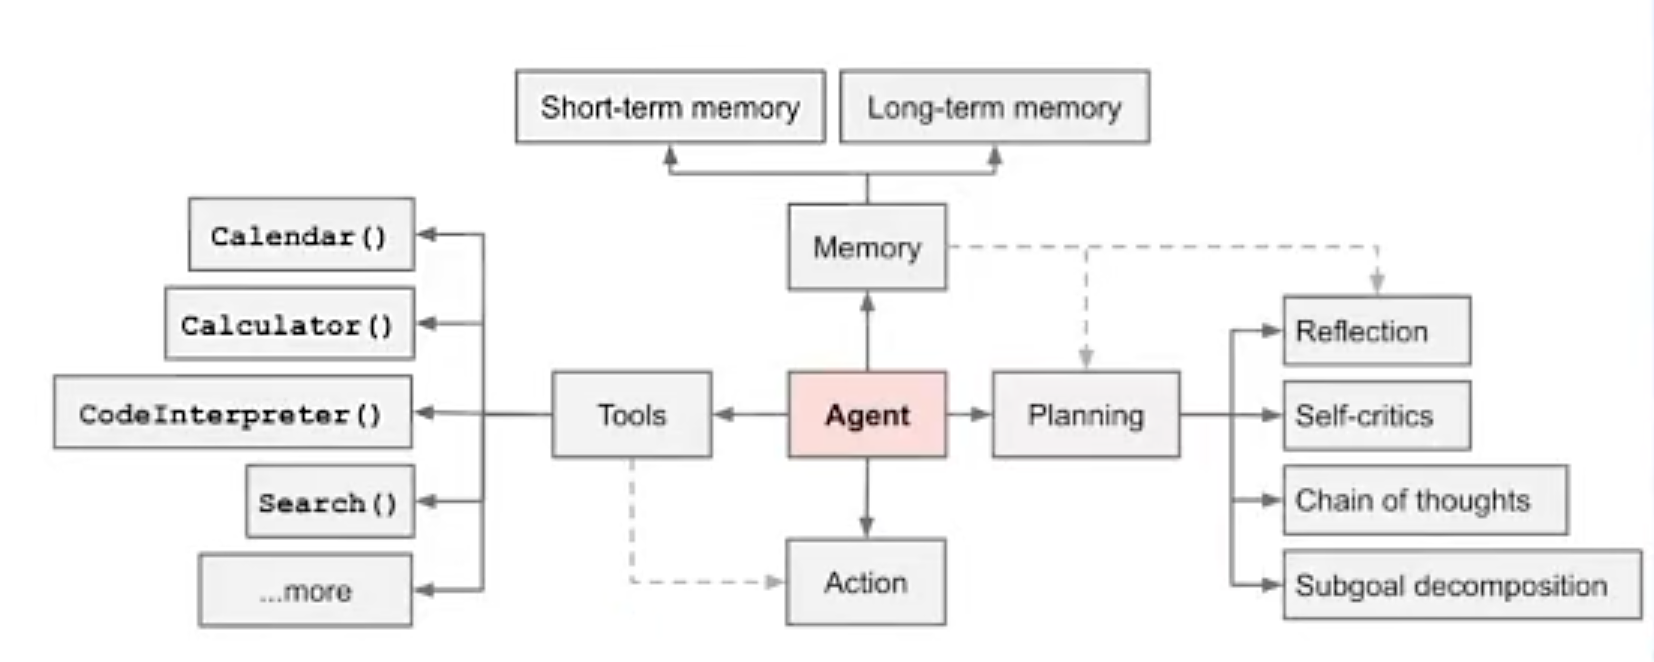 Short-term memory
Long-term memory
Calendar()
Memory
Calculator()
Reflection
CodeInterpreter()
Tools
Agent
Planning
Self-critics
Search()
Chain of thoughts
...more
Action
Subgoal decomposition